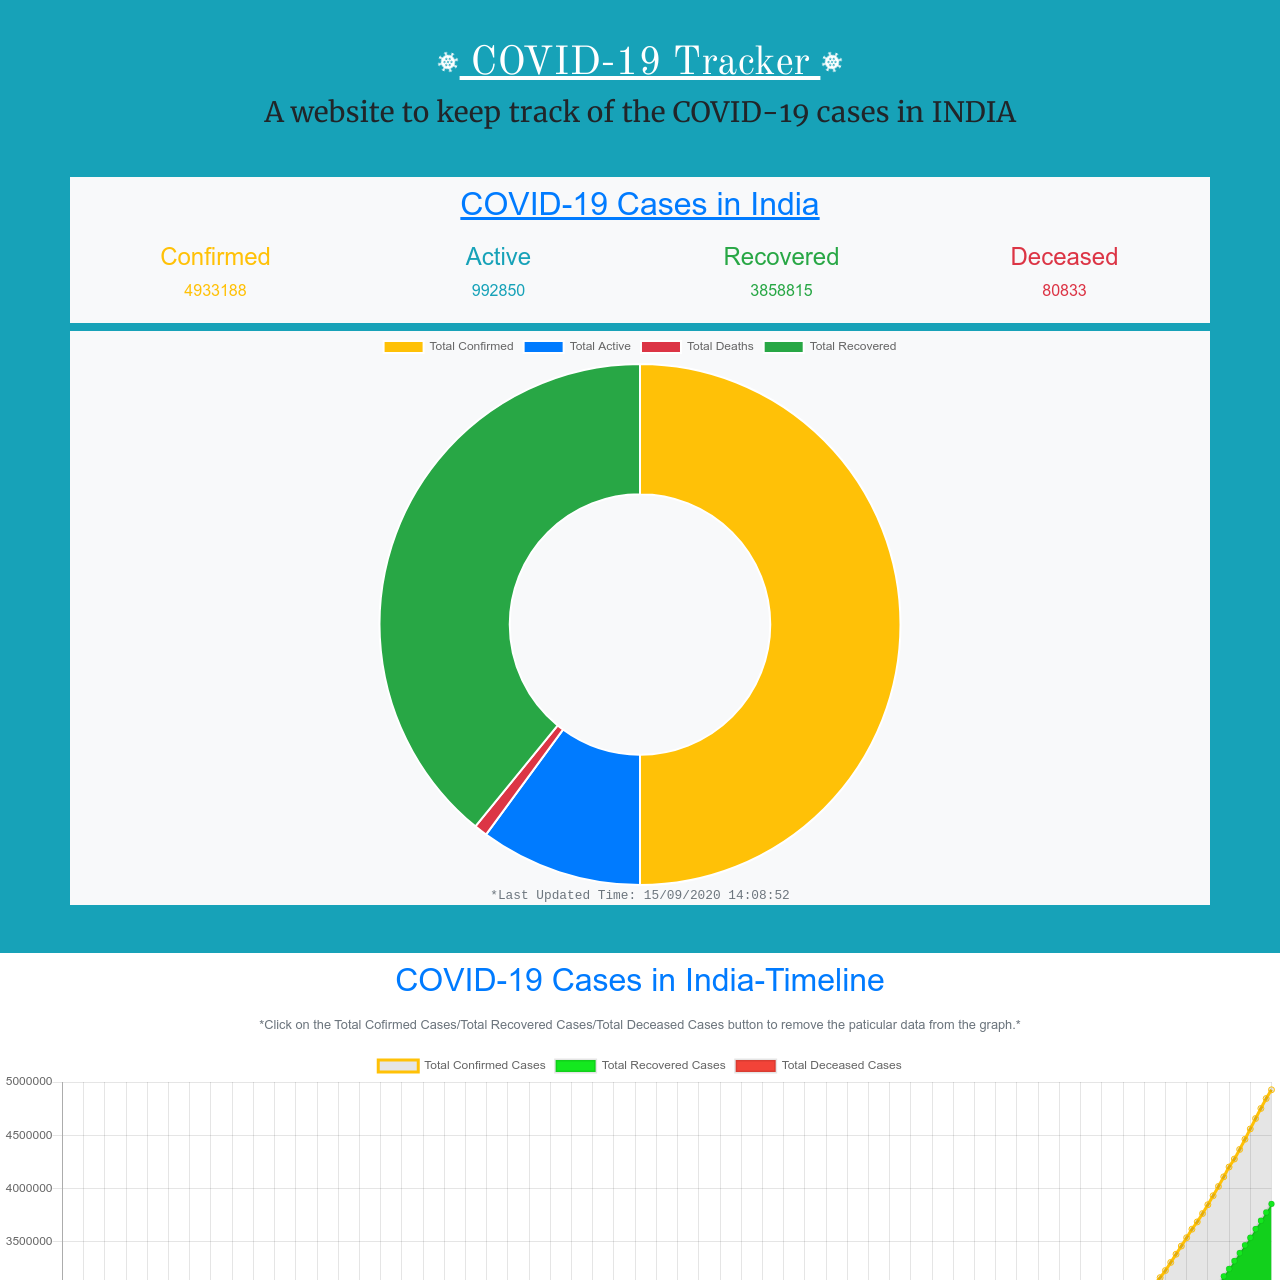 COVID-19 Tracker
A website to keep track of the COVID-19 cases in INDIA
COVID-19 Cases in India
Confirmed Active Recovered Deceased
4933188 992850 3858815 80833
Total Confirmed Total Active Total Deaths Total Recovered
*Last Updated Time: 15/09/2020 14:08:52
COVID-19 Cases in India-Timeline
*Click on the Total Cofirmed Cases/Total Recovered Cases/Total Deceased Cases button to remove the paticular data from the graph.*
Total Confirmed Cases Total Recovered Cases Total Deceased Cases
5000000
4500000
4000000
3500000